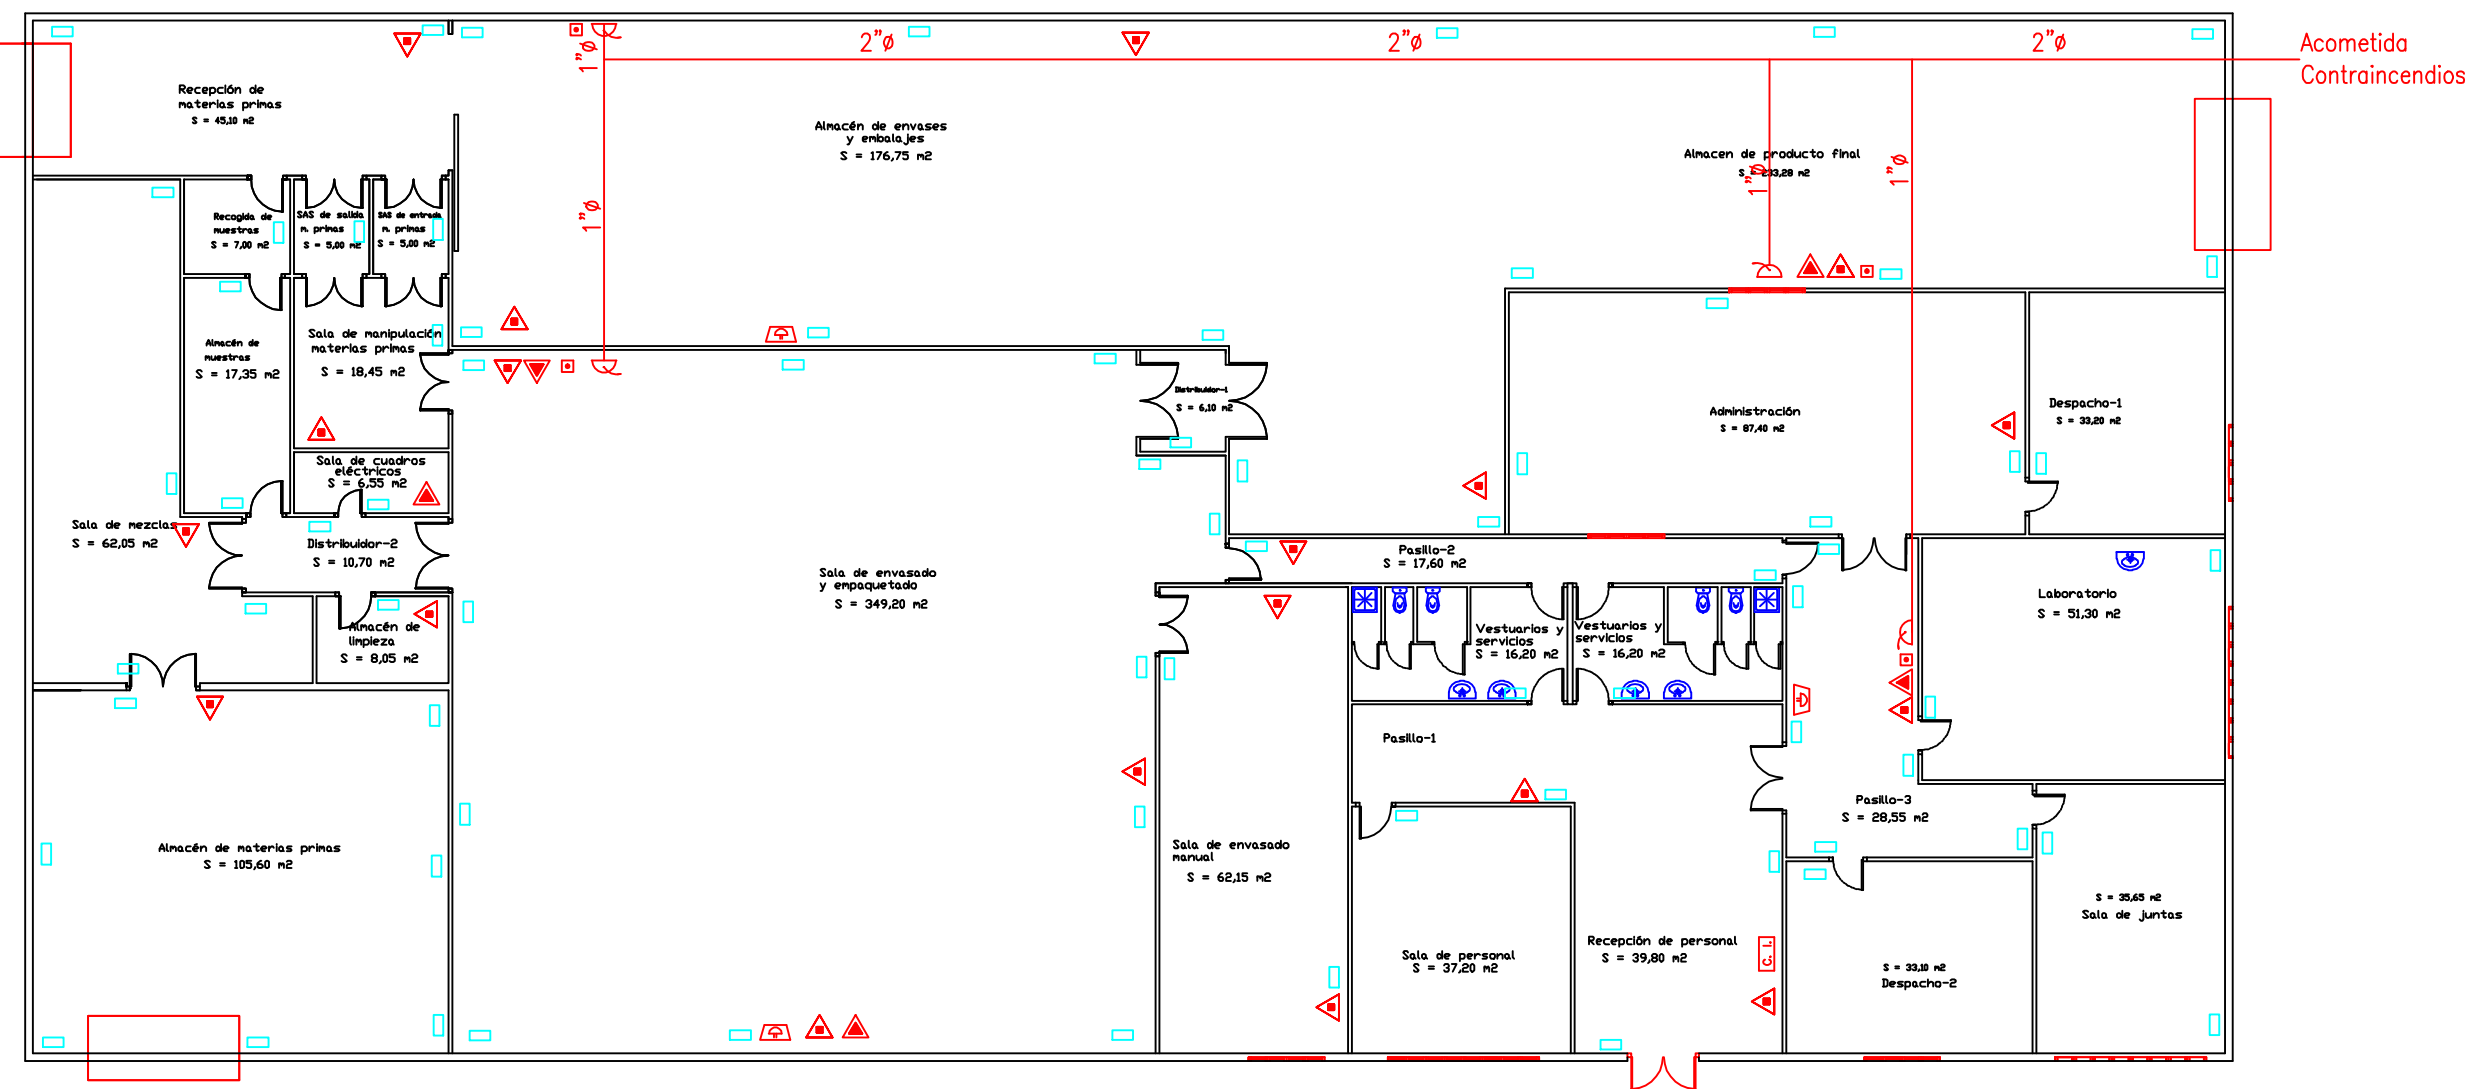 2"ø
2"ø
2"ø
Acometida
Contraincendios
1"ø
Recepción de
materias primas
S = 45,10 m2
Almacén de envases
y embalajes
S = 176,75 m2
Almacen de producto final
S = 233,28 m2
1"ø
1"ø
1"ø
Recogida de
muestras
S = 7,00 m2
SAS de salida
m. primas
S = 5,00 m2
SAS de entrada
m. primas
S = 5,00 m2
Almacén de
muestras
S = 17,35 m2
Sala de manipulación
materias primas
S = 18,45 m2
Distribuidor-1
S = 6,10 m2
Administración
S = 87,40 m2
Despacho-1
S = 33,20 m2
Sala de cuadros
eléctricos
S = 6,55 m2
Sala de mezclas
S = 62,05 m2
Distribuidor-2
S = 10,70 m2
Sala de envasado
y empaquetado
S = 349,20 m2
Pasillo-2
S = 17,60 m2
Laboratorio
S = 51,30 m2
Almacén de
limpieza
S = 8,05 m2
Vestuarios y
servicios
S = 16,20 m2
Vestuarios y
servicios
S = 16,20 m2
Pasillo-1
Pasillo-3
S = 28,55 m2
Almacén de materias primas
S = 105,60 m2
Sala de envasado
manual
S = 62,15 m2
Sala de personal
S = 37,20 m2
Recepción de personal
S = 39,80 m2
C. I.
S = 33,10 m2
Despacho-2
S = 35,65 m2
Sala de juntas